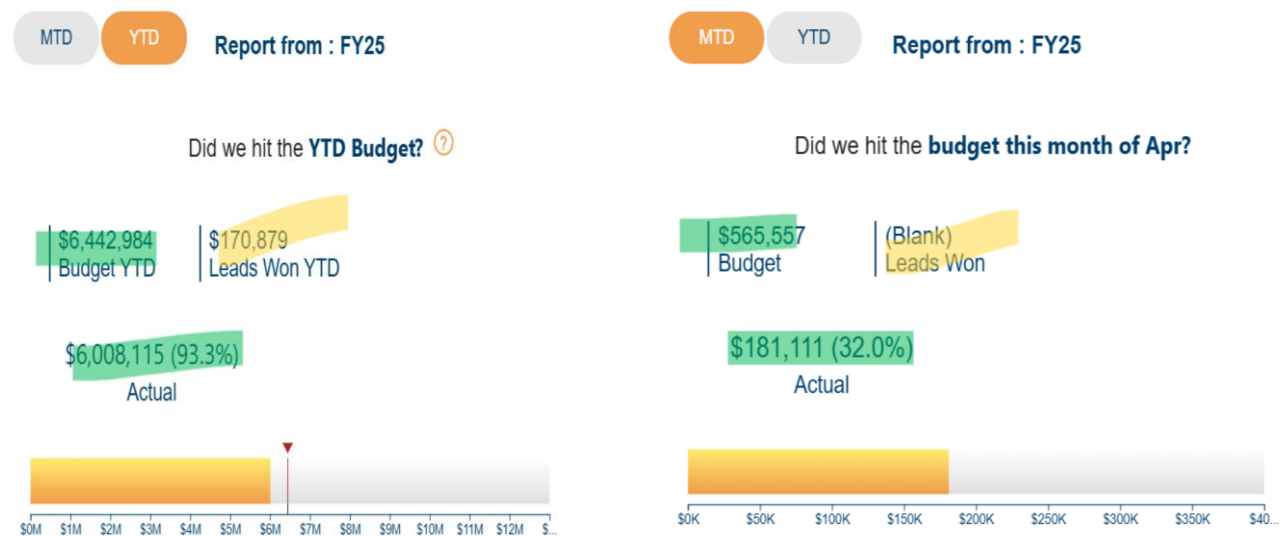 MTD
YTD
Report from : FY25
Did we hit the YTD Budget? ?
$6,442,984
Budget YTD
$170,879
Leads Won YTD
$6,008,115 (93.3%)
Actual
$0M $1M $2M $3M $4M $5M $6M $7M $8M $9M $10M $11M $12M $...
MTD
YTD
Report from : FY25
Did we hit the budget this month of Apr?
$565,557
Budget
(Blank)
Leads Won
$181,111 (32.0%)
Actual
$0K $50K $100K $150K $200K $250K $300K $350K $40...